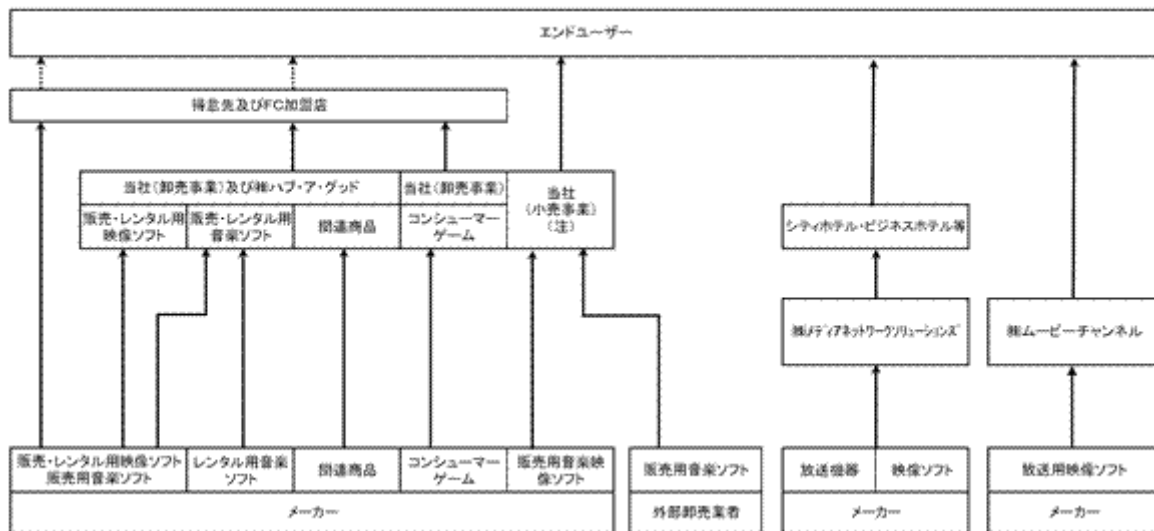 エンドユーザー
得意先及びFC加盟店
当社(卸売事業)及び㈱ハブ・ア・グッド
当社(卸売事業)
当社
(小売事業)
(注)
販売・レンタル用
映像ソフト
販売・レンタル用
音楽ソフト
関連商品
コンシューマー
ゲーム
シティホテル・ビジネスホテル等
㈱メディアネットワークソリューションズ
㈱ムービーチャンネル
販売・レンタル用映像ソフト
販売用音楽ソフト
レンタル用音楽
ソフト
関連商品
コンシューマー
ゲーム
販売用音楽映
像ソフト
販売用音楽ソフト
放送機器
映像ソフト
放送用映像ソフト
メーカー
外部卸売業者
メーカー
メーカー